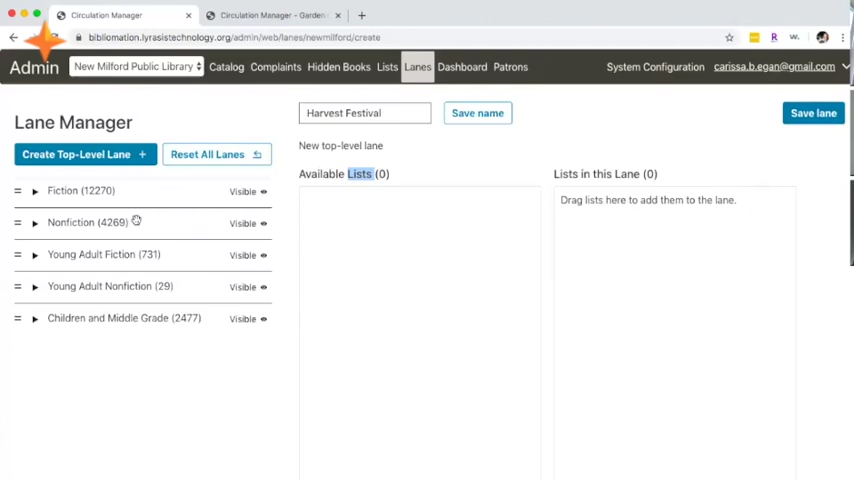 Circulation Manager
Circulation Manager - Garden
bibliomation.lyrasistechnology.org/admin/web/lanes/newmilford/create
Admin
New Milford Public Library
Catalog
Complaints
Hidden Books
Lists
Lanes
Dashboard
Patrons
System Configuration
carissa.b.egan@gmail.com
Lane Manager
Harvest Festival
Save name
Save lane
Create Top-Level Lane +
Reset All Lanes
New top-level lane
Available Lists (0)
Lists in this Lane (0)
Drag lists here to add them to the lane.
Fiction (12270)
Visible
Nonfiction (4269)
Visible
Young Adult Fiction (731)
Visible
Young Adult Nonfiction (29)
Visible
Children and Middle Grade (2477)
Visible